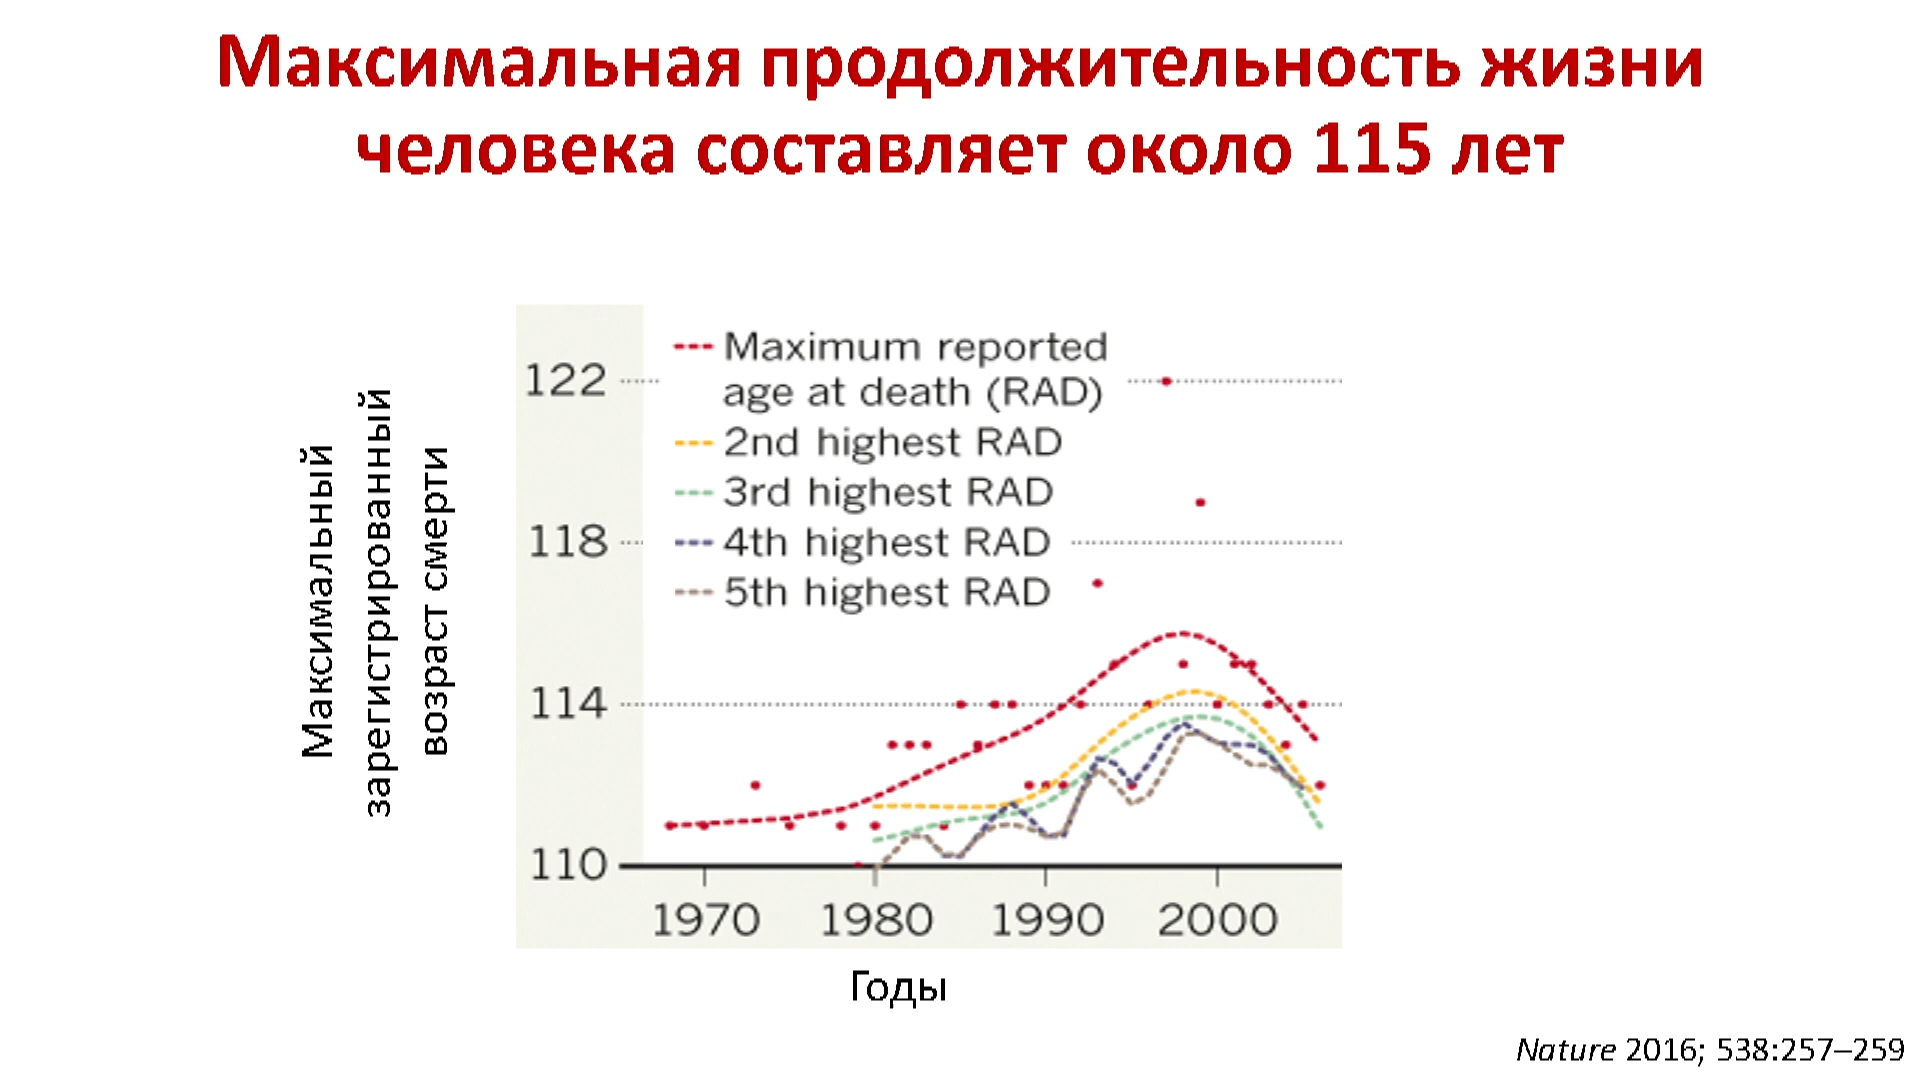 Максимальная продолжительность жизни
человека составляет около 115 лет
Максимальный
зарегистрированный
возраст смерти
Maximum reported
age at death (RAD)
2nd highest RAD
3rd highest RAD
4th highest RAD
5th highest RAD
122
118
114
110
1970 1980 1990 2000
Годы
Nature 2016; 538:257–259